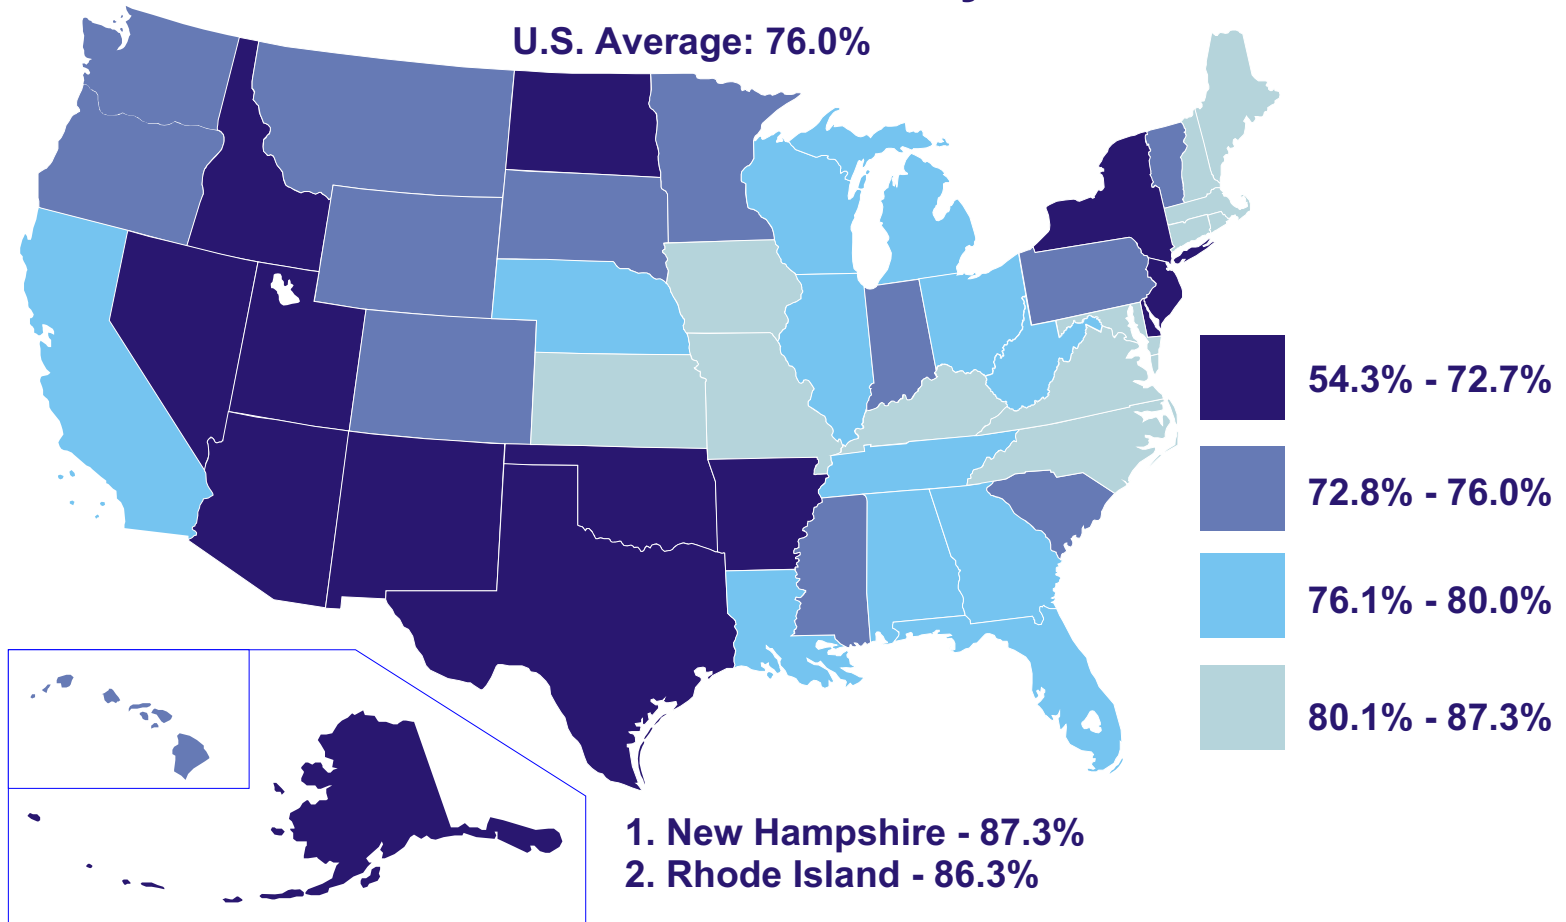 U.S. Average: 76.0%
54.3% - 72.7%
72.8% - 76.0%
76.1% - 80.0%
80.1% - 87.3%
1. New Hampshire - 87.3%
2. Rhode Island - 86.3%